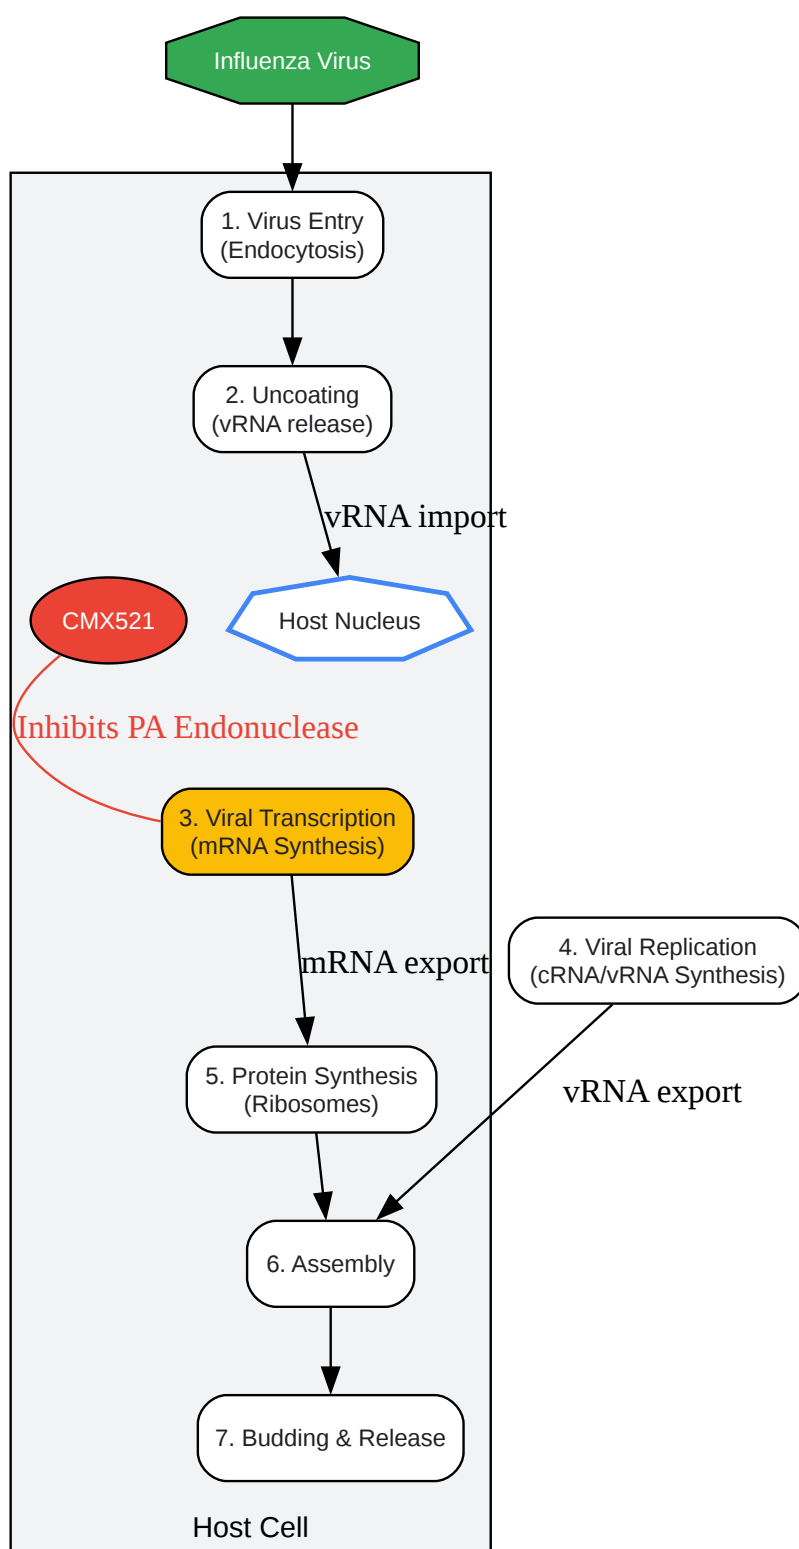 Influenza Virus
1. Virus Entry
(Endocytosis)
2. Uncoating
(vRNA release)
vRNA import
CMX521
Host Nucleus
Inhibits PA Endonuclease
3. Viral Transcription
(mRNA Synthesis)
mRNA export
4. Viral Replication
(cRNA/vRNA Synthesis)
5. Protein Synthesis
(Ribosomes)
vRNA export
6. Assembly
7. Budding & Release
Host Cell